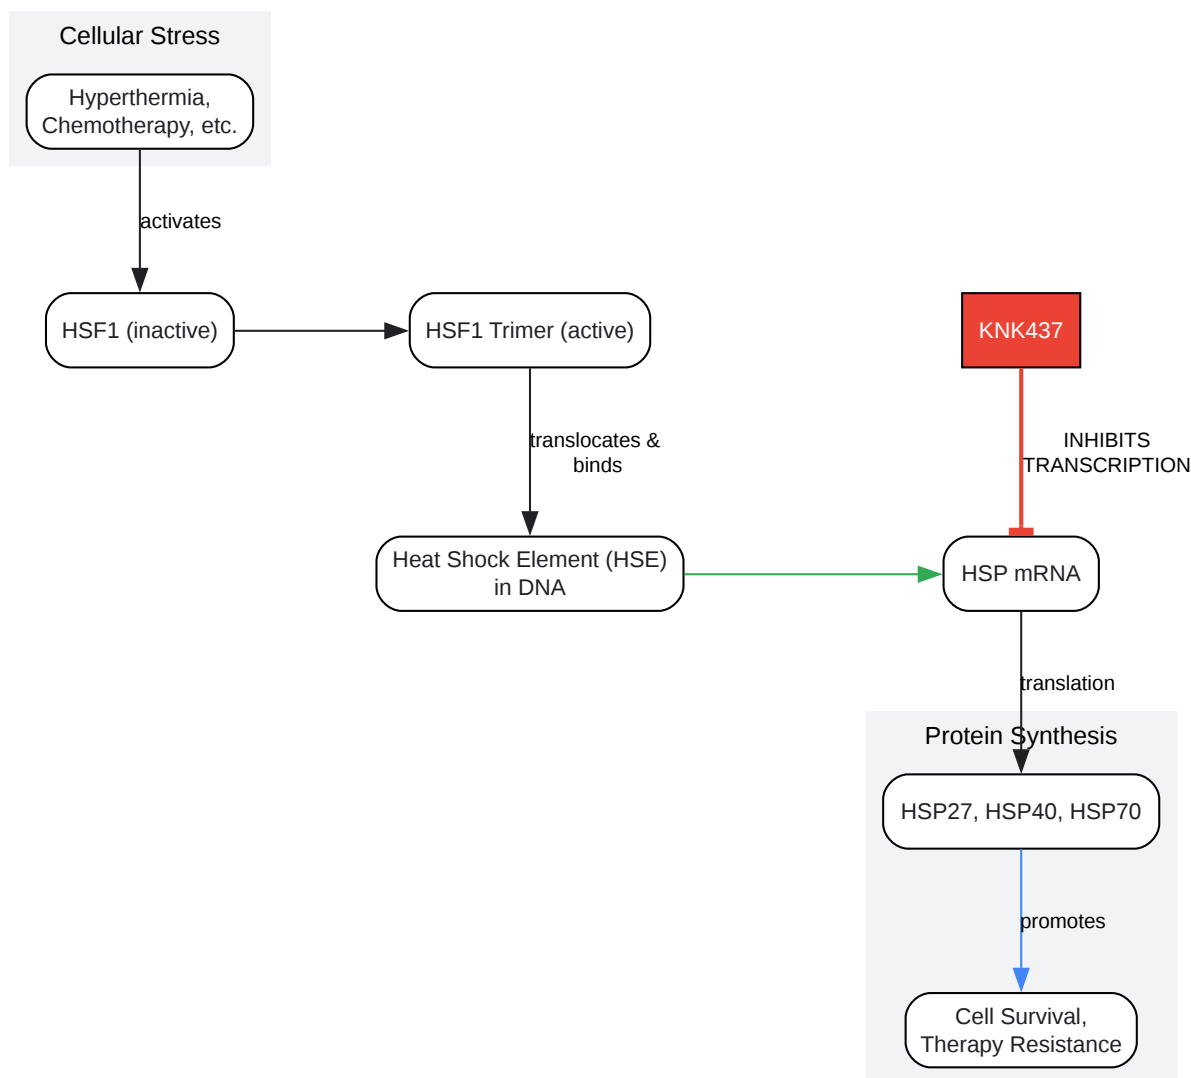 Cellular Stress
Hyperthermia,
Chemotherapy, etc.
activates
HSF1 (inactive)
HSF1 Trimer (active)
KNK437
translocates &
binds
INHIBITS
TRANSCRIPTION
Heat Shock Element (HSE)
in DNA
HSP mRNA
translation
Protein Synthesis
HSP27, HSP40, HSP70
promotes
Cell Survival,
Therapy Resistance